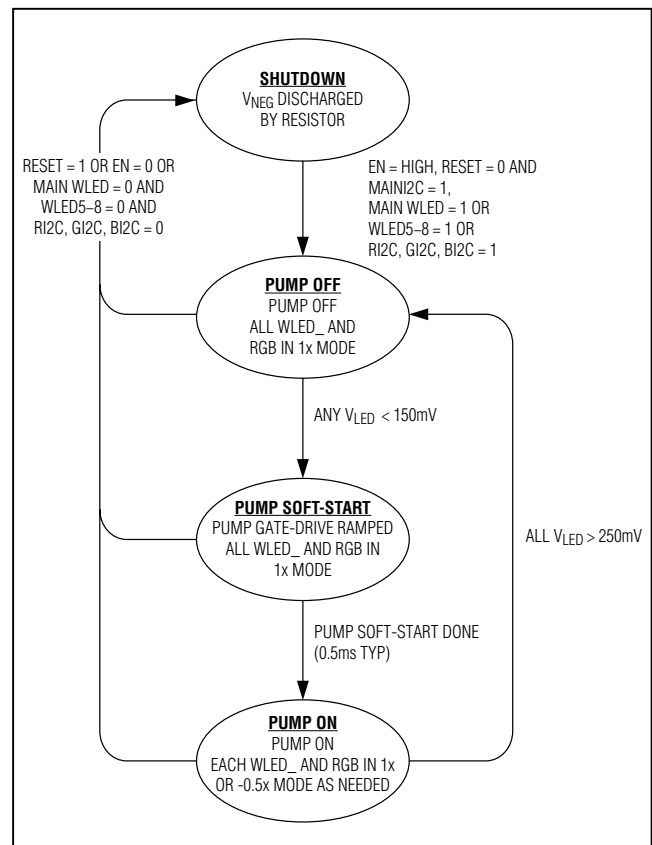 SHUTDOWN
VNEG DISCHARGED
BY RESISTOR
RESET = 1 OR EN = 0 OR
MAIN WLED = 0 AND
WLED5–8 = 0 AND
RI2C, GI2C, BI2C = 0
EN = HIGH, RESET = 0 AND
MAINI2C = 1,
MAIN WLED = 1 OR
WLED5–8 = 1 OR
RI2C, GI2C, BI2C = 1
PUMP OFF
PUMP OFF
ALL WLED_ AND
RGB IN 1x MODE
ANY VLED < 150mV
PUMP SOFT-START
PUMP GATE-DRIVE RAMPED
ALL WLED_ AND RGB IN
1x MODE
ALL VLED > 250mV
PUMP SOFT-START DONE
(0.5ms TYP)
PUMP ON
PUMP ON
EACH WLED_ AND RGB IN 1x
OR -0.5x MODE AS NEEDED